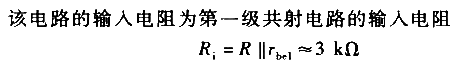 该电路的输入电阻为第一级共射电路的输入电阻
R_i = R ∥ r_be1 ≈ 3 kΩ